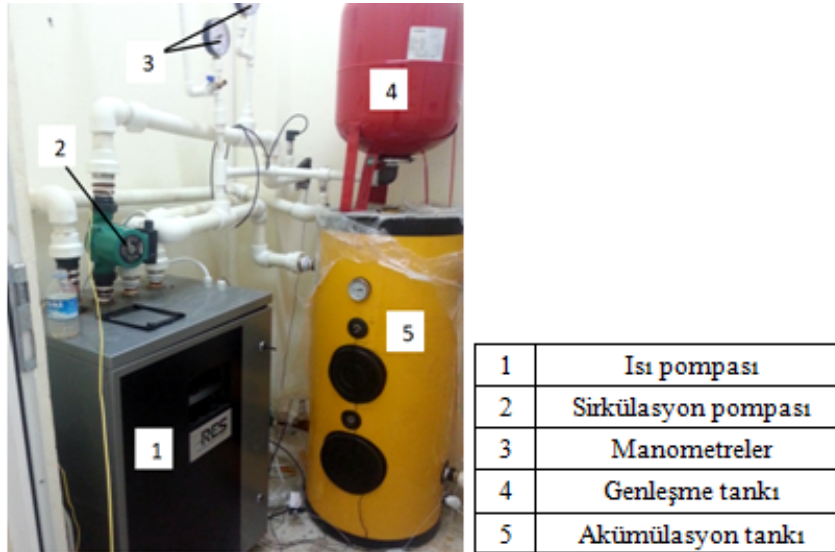 3
4
2
5
1
RES
1 Isı pompası
2 Sirkülasyon pompası
3 Manometreler
4 Genleşme tankı
5 Akümülasyon tankı